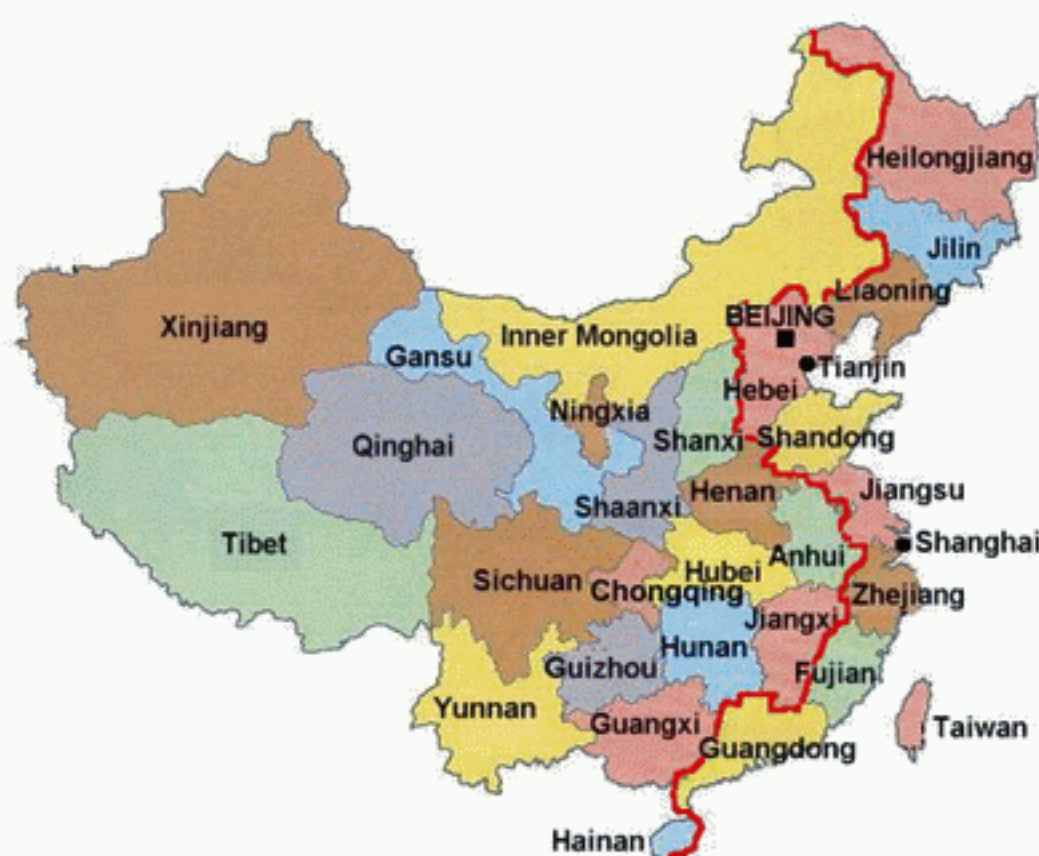 Heilongjiang
Jilin
Liaoning
BEIJING
Xinjiang
Inner Mongolia
Gansu
Tianjin
Hebei
Ningxia
Shanxi
Shandong
Qinghai
Henan
Jiangsu
Shaanxi
Tibet
Shanghai
Anhui
Hubei
Sichuan
Chongqing
Zhejiang
Jiangxi
Hunan
Guizhou
Fujian
Yunnan
Guangxi
Taiwan
Guangdong
Hainan